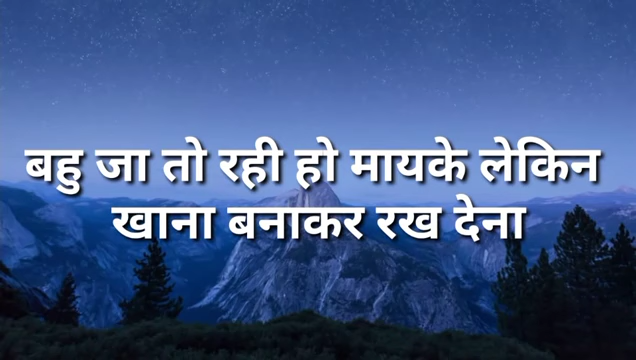 बहु जा तो रही हो मायके लेकिन
खाना बनाकर रख देना